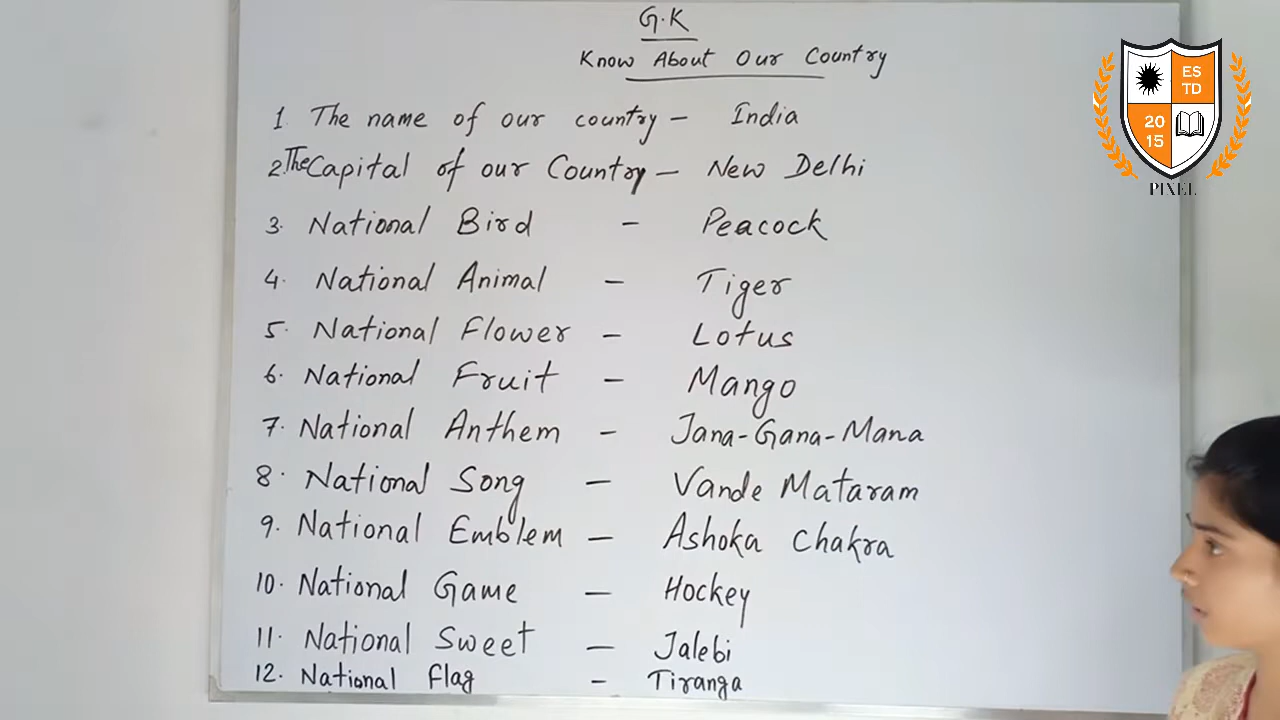 G.K
Know About Our Country
1. The name of our country - India
2. The Capital of our Country - New Delhi
3. National Bird - Peacock
4. National Animal - Tiger
5. National Flower - Lotus
6. National Fruit - Mango
7. National Anthem - Jana-Gana-Mana
8. National Song - Vande Mataram
9. National Emblem - Ashoka Chakra
10. National Game - Hockey
11. National Sweet - Jalebi
12. National Flag - Tiranga
ES
TD
20
15
PIXEL